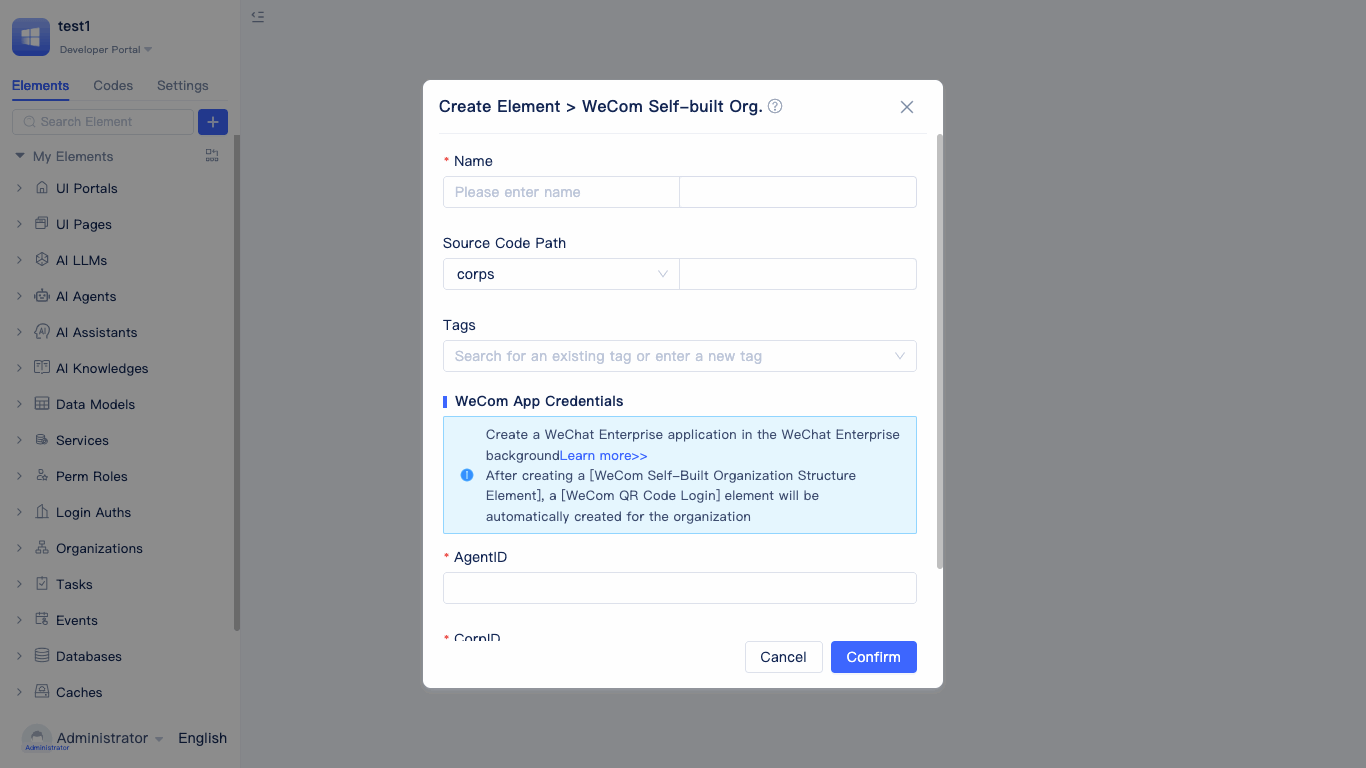 test1
Developer Portal
Elements Codes Settings
Search Element
My Elements
UI Portals
UI Pages
AI LLMs
AI Agents
AI Assistants
AI Knowledges
Data Models
Services
Perm Roles
Login Auths
Organizations
Tasks
Events
Databases
Caches
Administrator
Administrator
English
Create Element > WeCom Self-built Org.
* Name
Please enter name
Source Code Path
corps
Tags
Search for an existing tag or enter a new tag
WeCom App Credentials
Create a WeChat Enterprise application in the WeChat Enterprise
backgroundLearn more>>
After creating a [WeCom Self-Built Organization Structure
Element], a [WeCom QR Code Login] element will be
automatically created for the organization
* AgentID
* CorpID
Cancel Confirm